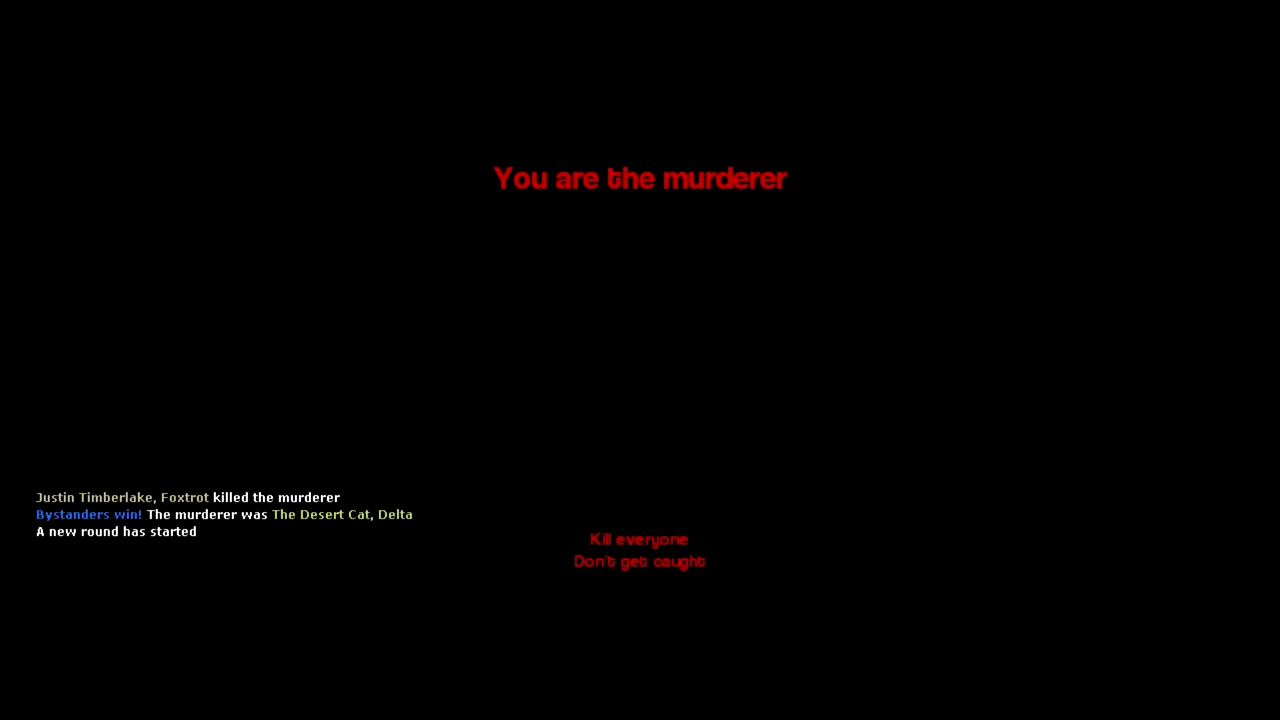 You are the murderer
Justin Timberlake, Foxtrot killed the murderer
Bystanders win! The murderer was The Desert Cat, Delta
A new round has started
Kill everyone
Don't get caught